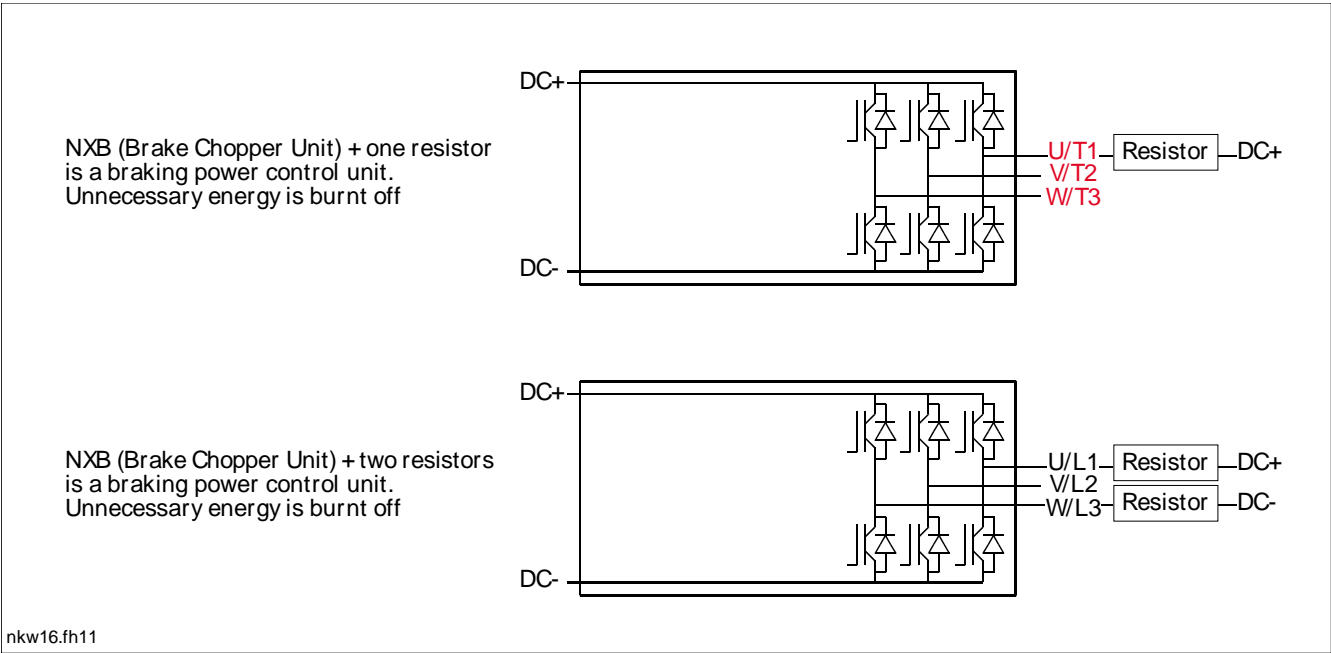 DC+
NXB (Brake Chopper Unit) + one resistor
is a braking power control unit.
Unnecessary energy is burnt off
U/T1 Resistor DC+
V/T2
W/T3
DC-
DC+
NXB (Brake Chopper Unit) + two resistors
is a braking power control unit.
Unnecessary energy is burnt off
U/L1 Resistor DC+
V/L2
W/L3 Resistor DC-
DC-
nkw16.fh11